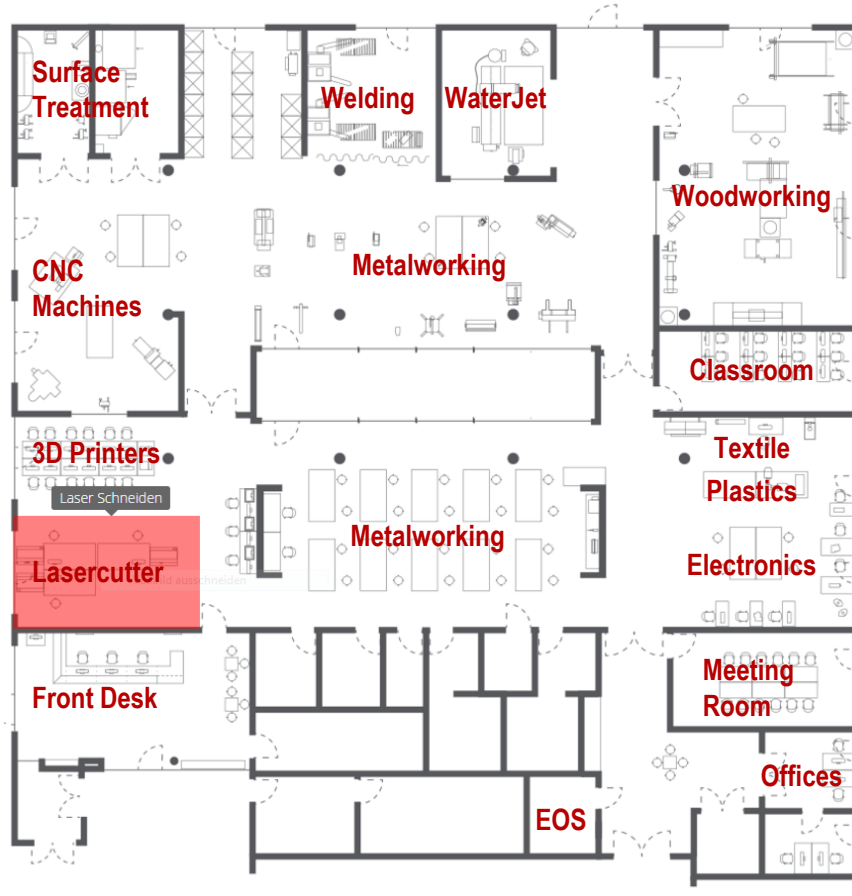 Surface
Treatment
Welding
WaterJet
Woodworking
CNC
Machines
Metalworking
Classroom
3D Printers
Textile
Plastics
Laser Schneiden
Metalworking
Lasercutter
ausschneiden
Electronics
Front Desk
Meeting
Room
Offices
EOS